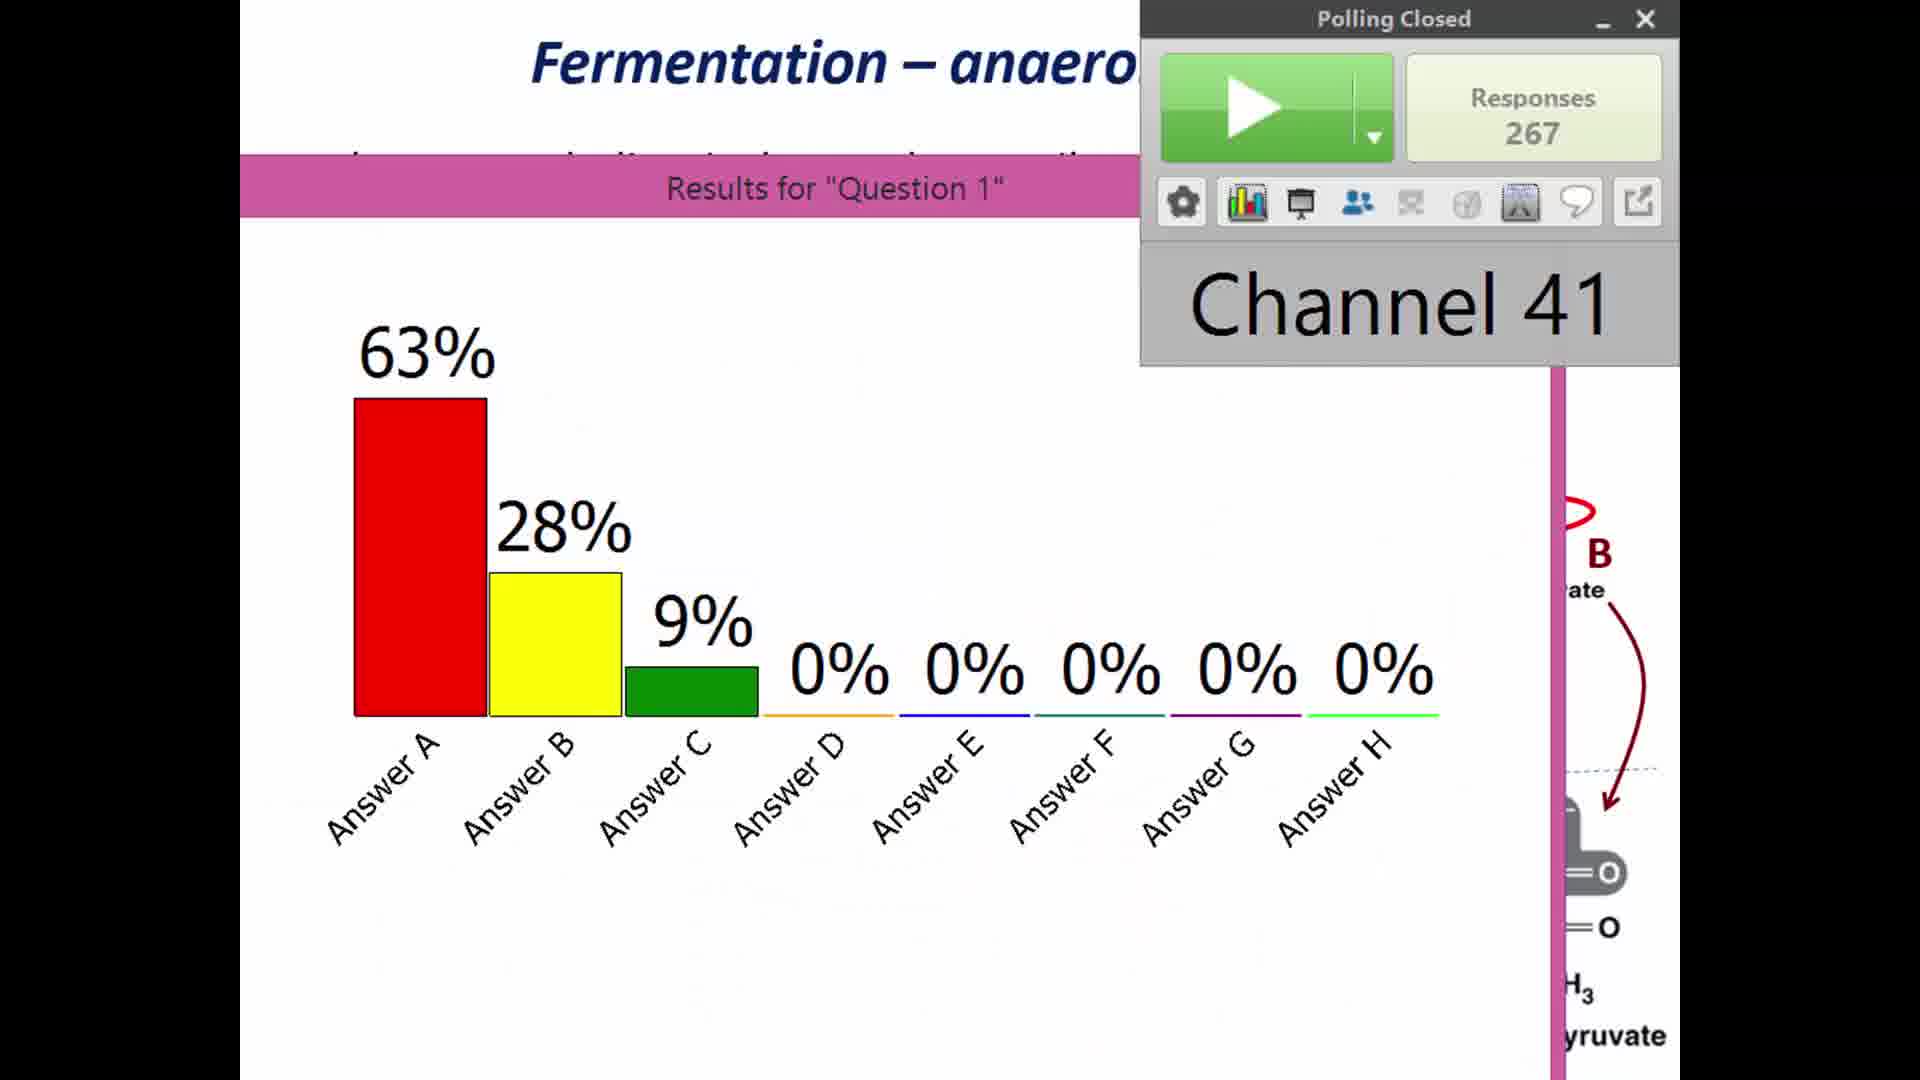 Polling Closed
Fermentation – anaero
Responses
267
Results for "Question 1"
Channel 41
63%
28%
9%
0%
0%
0%
0%
0%
Answer A
Answer B
Answer C
Answer D
Answer E
Answer F
Answer G
Answer H
B
ate
=O
=O
H3
yruvate